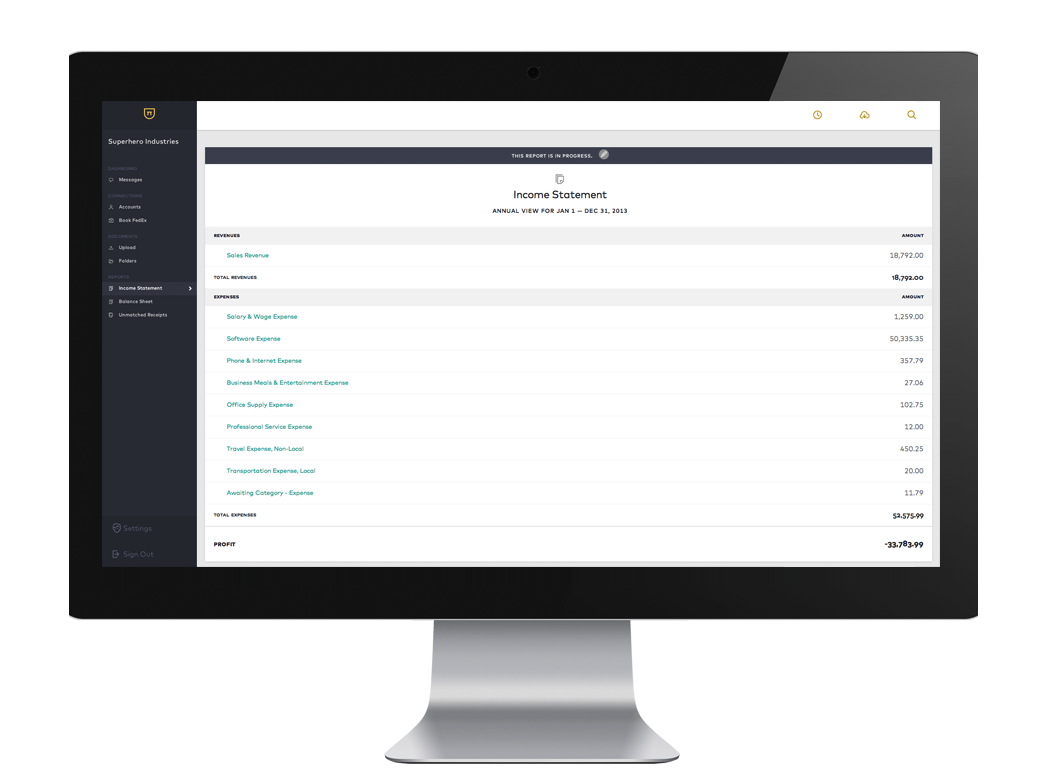 Superhero Industries
DASHBOARD
Messages
CONNECTIONS
Accounts
Book FedEx
DOCUMENTS
Upload
Folders
REPORTS
Income Statement
Balance Sheet
Unmatched Receipts
Settings
Sign Out
THIS REPORT IS IN PROGRESS.
Income Statement
ANNUAL VIEW FOR JAN 1 — DEC 31, 2013
REVENUES AMOUNT
Sales Revenue 18,792.00
TOTAL REVENUES 18,792.00
EXPENSES AMOUNT
Salary & Wage Expense 1,259.00
Software Expense 50,335.35
Phone & Internet Expense 357.79
Business Meals & Entertainment Expense 27.06
Office Supply Expense 102.75
Professional Service Expense 12.00
Travel Expense, Non-Local 450.25
Transportation Expense, Local 20.00
Awaiting Category - Expense 11.79
TOTAL EXPENSES 52,575.99
PROFIT -33,783.99